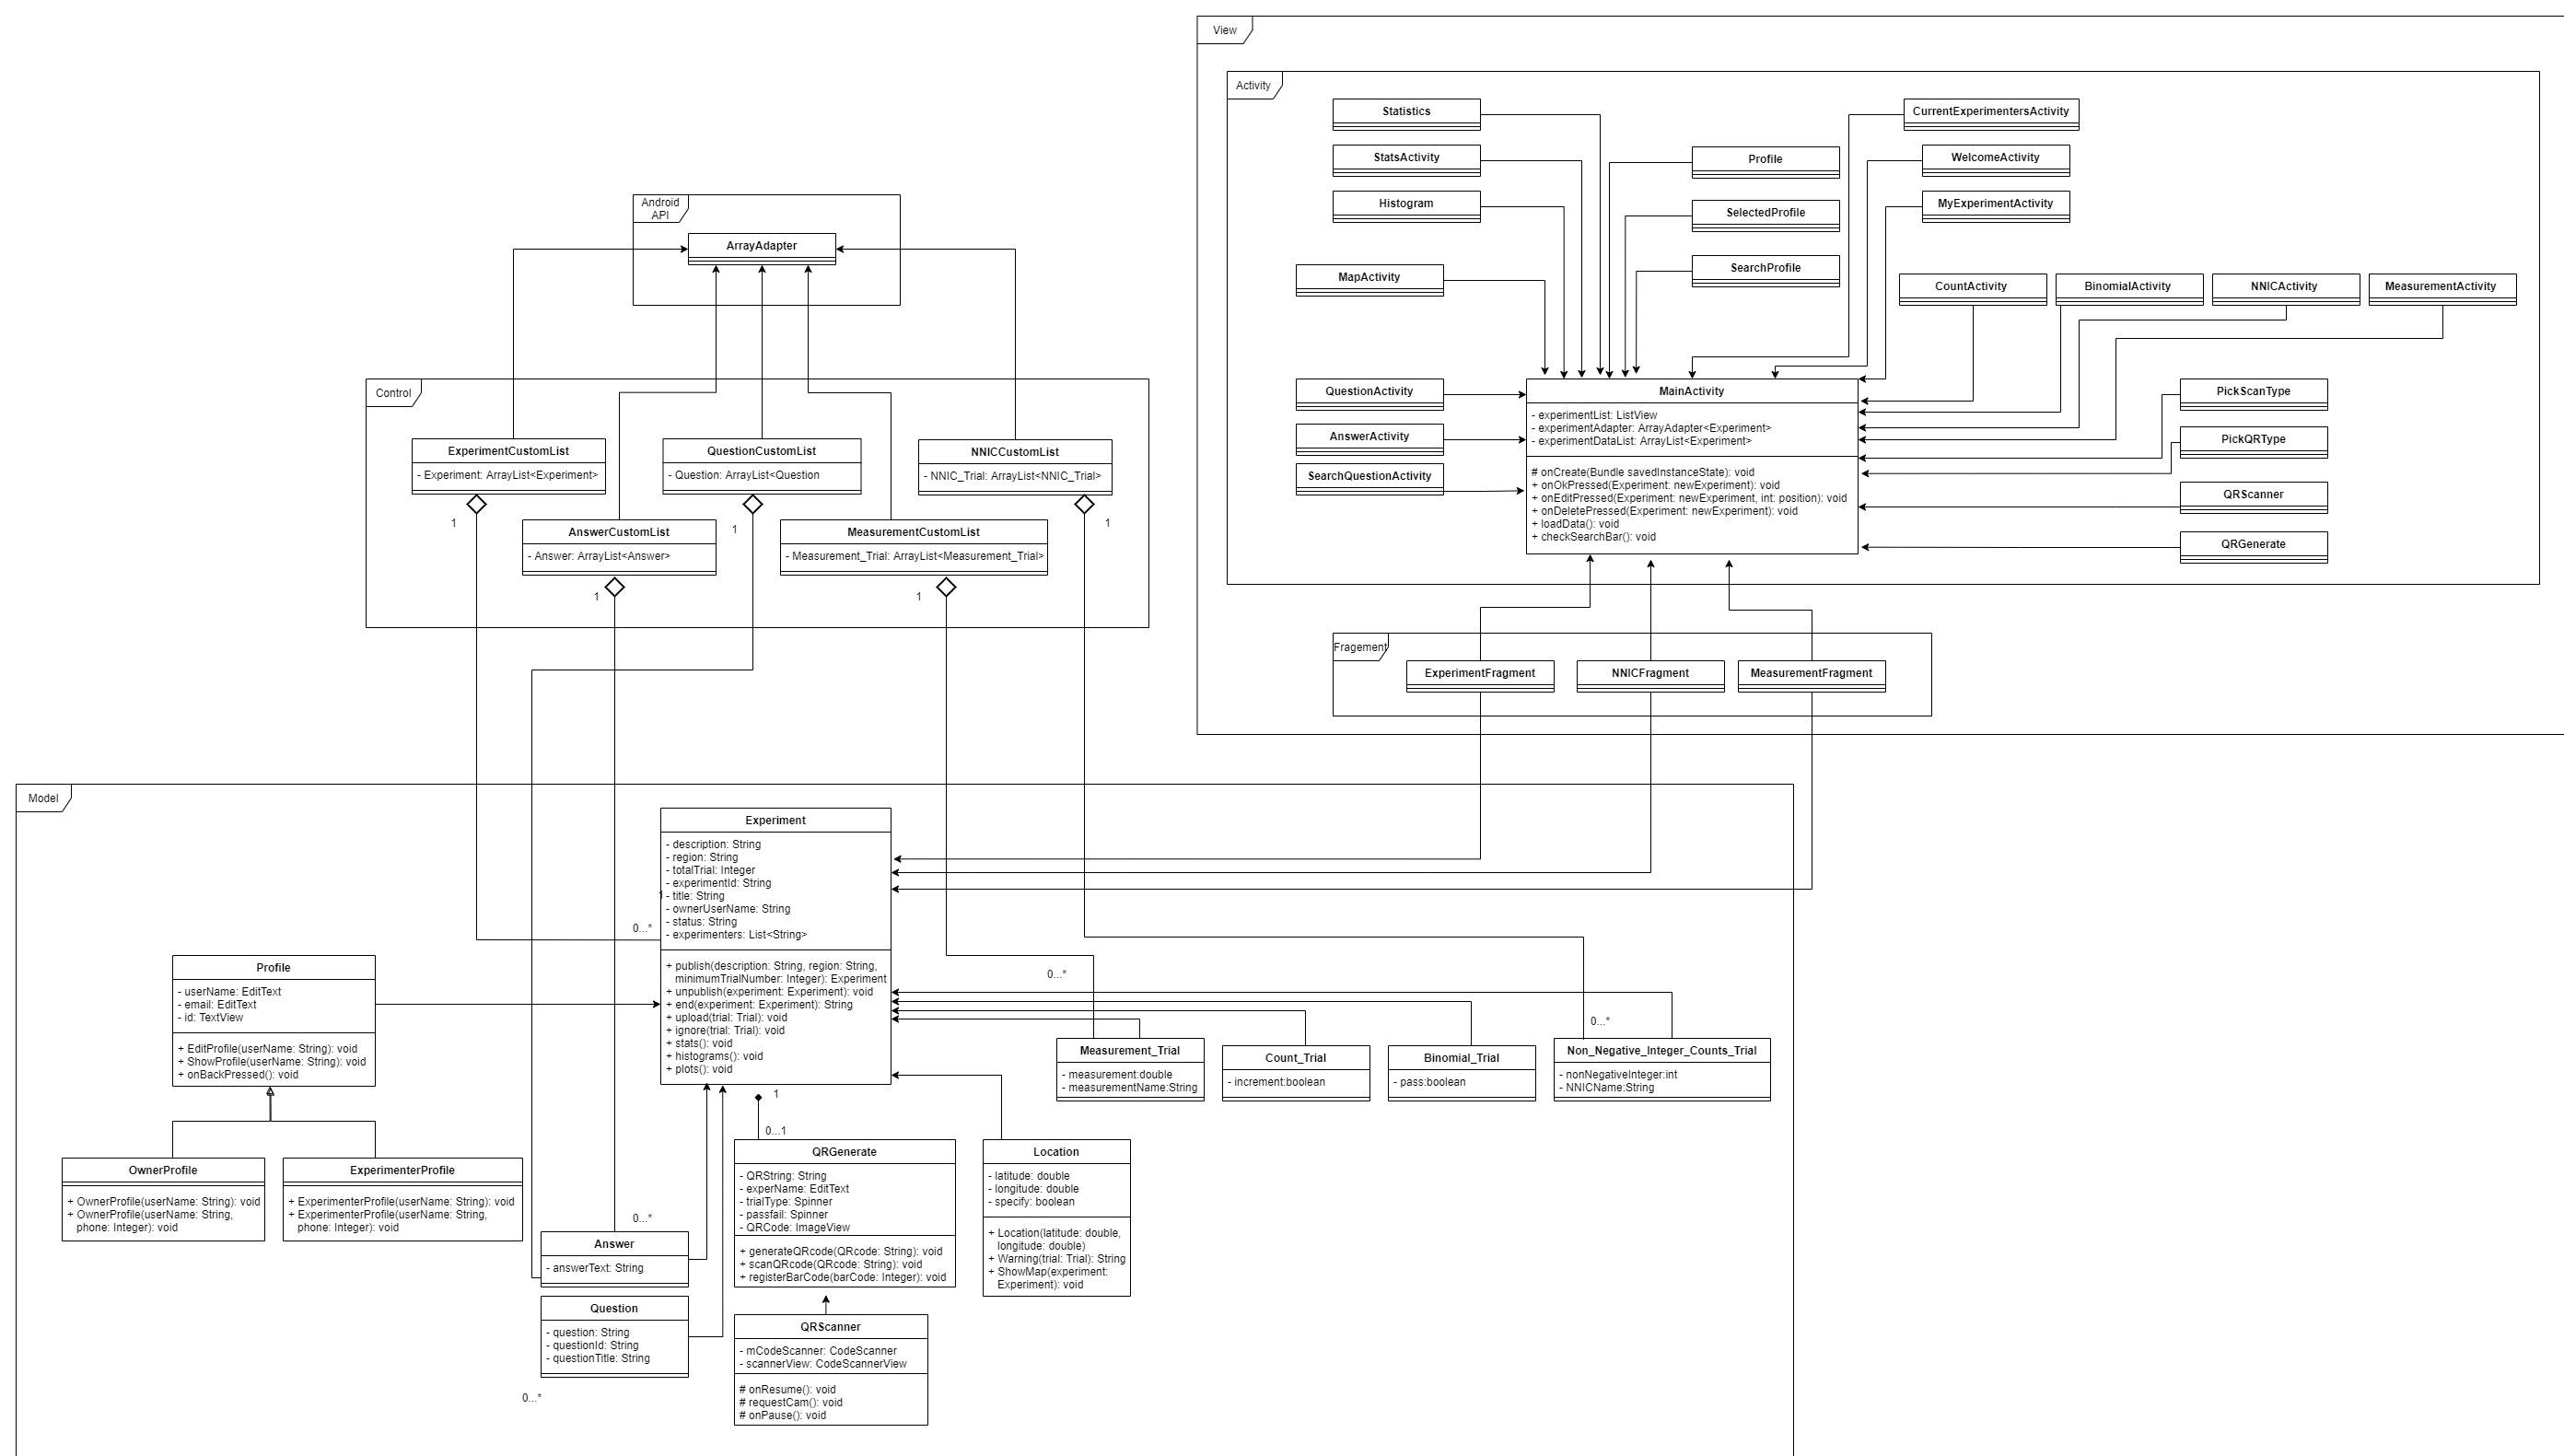 View
Activity
Statistics
StatsActivity
Histogram
MapActivity
Profile
SelectedProfile
SearchProfile
CurrentExperimentersActivity
WelcomeActivity
MyExperimentActivity
CountActivity
BinomialActivity
NNICActivity
MeasurementActivity
QuestionActivity
AnswerActivity
SearchQuestionActivity
MainActivity
- experimentList: ListView
- experimentAdapter: ArrayAdapter<Experiment>
- experimentDataList: ArrayList<Experiment>
# onCreate(Bundle savedInstanceState): void
+ onOkPressed(Experiment: newExperiment): void
+ onEditPressed(Experiment: newExperiment, int: position): void
+ onDeletePressed(Experiment: newExperiment): void
+ loadData(): void
+ checkSearchBar(): void
PickScanType
PickQRType
QRScanner
QRGenerate
Fragement
ExperimentFragment
NNICFragment
MeasurementFragment
Android
API
ArrayAdapter
Control
ExperimentCustomList
- Experiment: ArrayList<Experiment>
1
QuestionCustomList
- Question: ArrayList<Question
1
NNICCustomList
- NNIC_Trial: ArrayList<NNIC_Trial>
1
AnswerCustomList
- Answer: ArrayList<Answer>
1
MeasurementCustomList
- Measurement_Trial: ArrayList<Measurement_Trial>
1
Model
Experiment
- description: String
- region: String
- totalTrial: Integer
- experimentId: String
1
- title: String
- ownerUserName: String
- status: String
- experimenters: List<String>
0...*
+ publish(description: String, region: String,
minimumTrialNumber: Integer): Experiment
+ unpublish(experiment: Experiment): void
+ end(experiment: Experiment): String
+ upload(trial: Trial): void
+ ignore(trial: Trial): void
+ stats(): void
+ histograms(): void
+ plots(): void
Profile
- userName: EditText
- email: EditText
- id: TextView
+ EditProfile(userName: String): void
+ ShowProfile(userName: String): void
+ onBackPressed(): void
OwnerProfile
+ OwnerProfile(userName: String): void
+ OwnerProfile(userName: String,
phone: Integer): void
ExperimenterProfile
+ ExperimenterProfile(userName: String): void
+ ExperimenterProfile(userName: String,
phone: Integer): void
0...*
Measurement_Trial
- measurement:double
- measurementName:String
Count_Trial
- increment:boolean
Binomial_Trial
- pass:boolean
0...*
Non_Negative_Integer_Counts_Trial
- nonNegativeInteger:int
- NNICName:String
1
0...1
QRGenerate
- QRString: String
- experName: EditText
- trialType: Spinner
- passfail: Spinner
- QRCode: ImageView
+ generateQRcode(QRcode: String): void
+ scanQRcode(QRcode: String): void
+ registerBarCode(barCode: Integer): void
Location
- latitude: double
- longitude: double
- specify: boolean
+ Location(latitude: double,
longitude: double)
+ Warning(trial: Trial): String
+ ShowMap(experiment:
Experiment): void
0...*
Answer
- answerText: String
Question
- question: String
- questionId: String
- questionTitle: String
0...*
QRScanner
- mCodeScanner: CodeScanner
- scannerView: CodeScannerView
# onResume(): void
# requestCam(): void
# onPause(): void